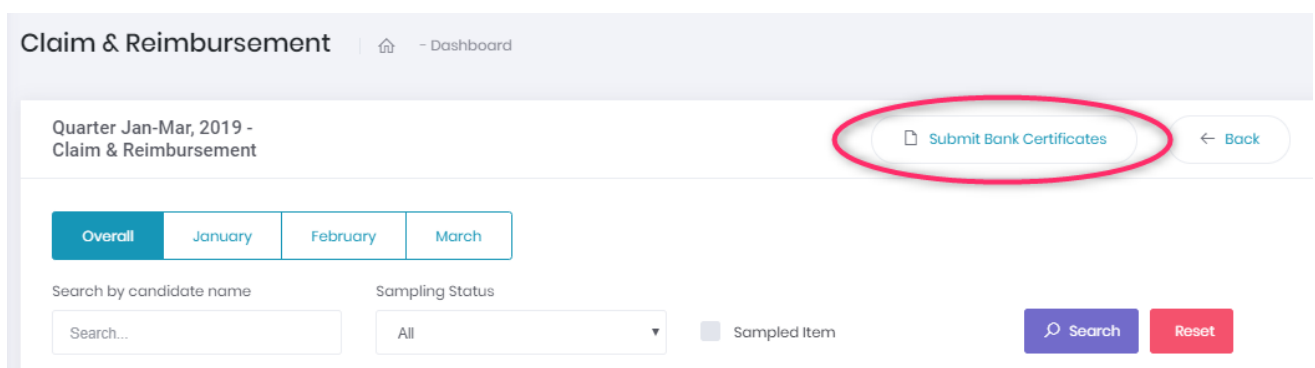 Claim & Reimbursement - Dashboard
Quarter Jan-Mar, 2019 -
Claim & Reimbursement
Submit Bank Certificates
Back
Overall January February March
Search by candidate name Sampling Status
Search... All Sampled Item Search Reset